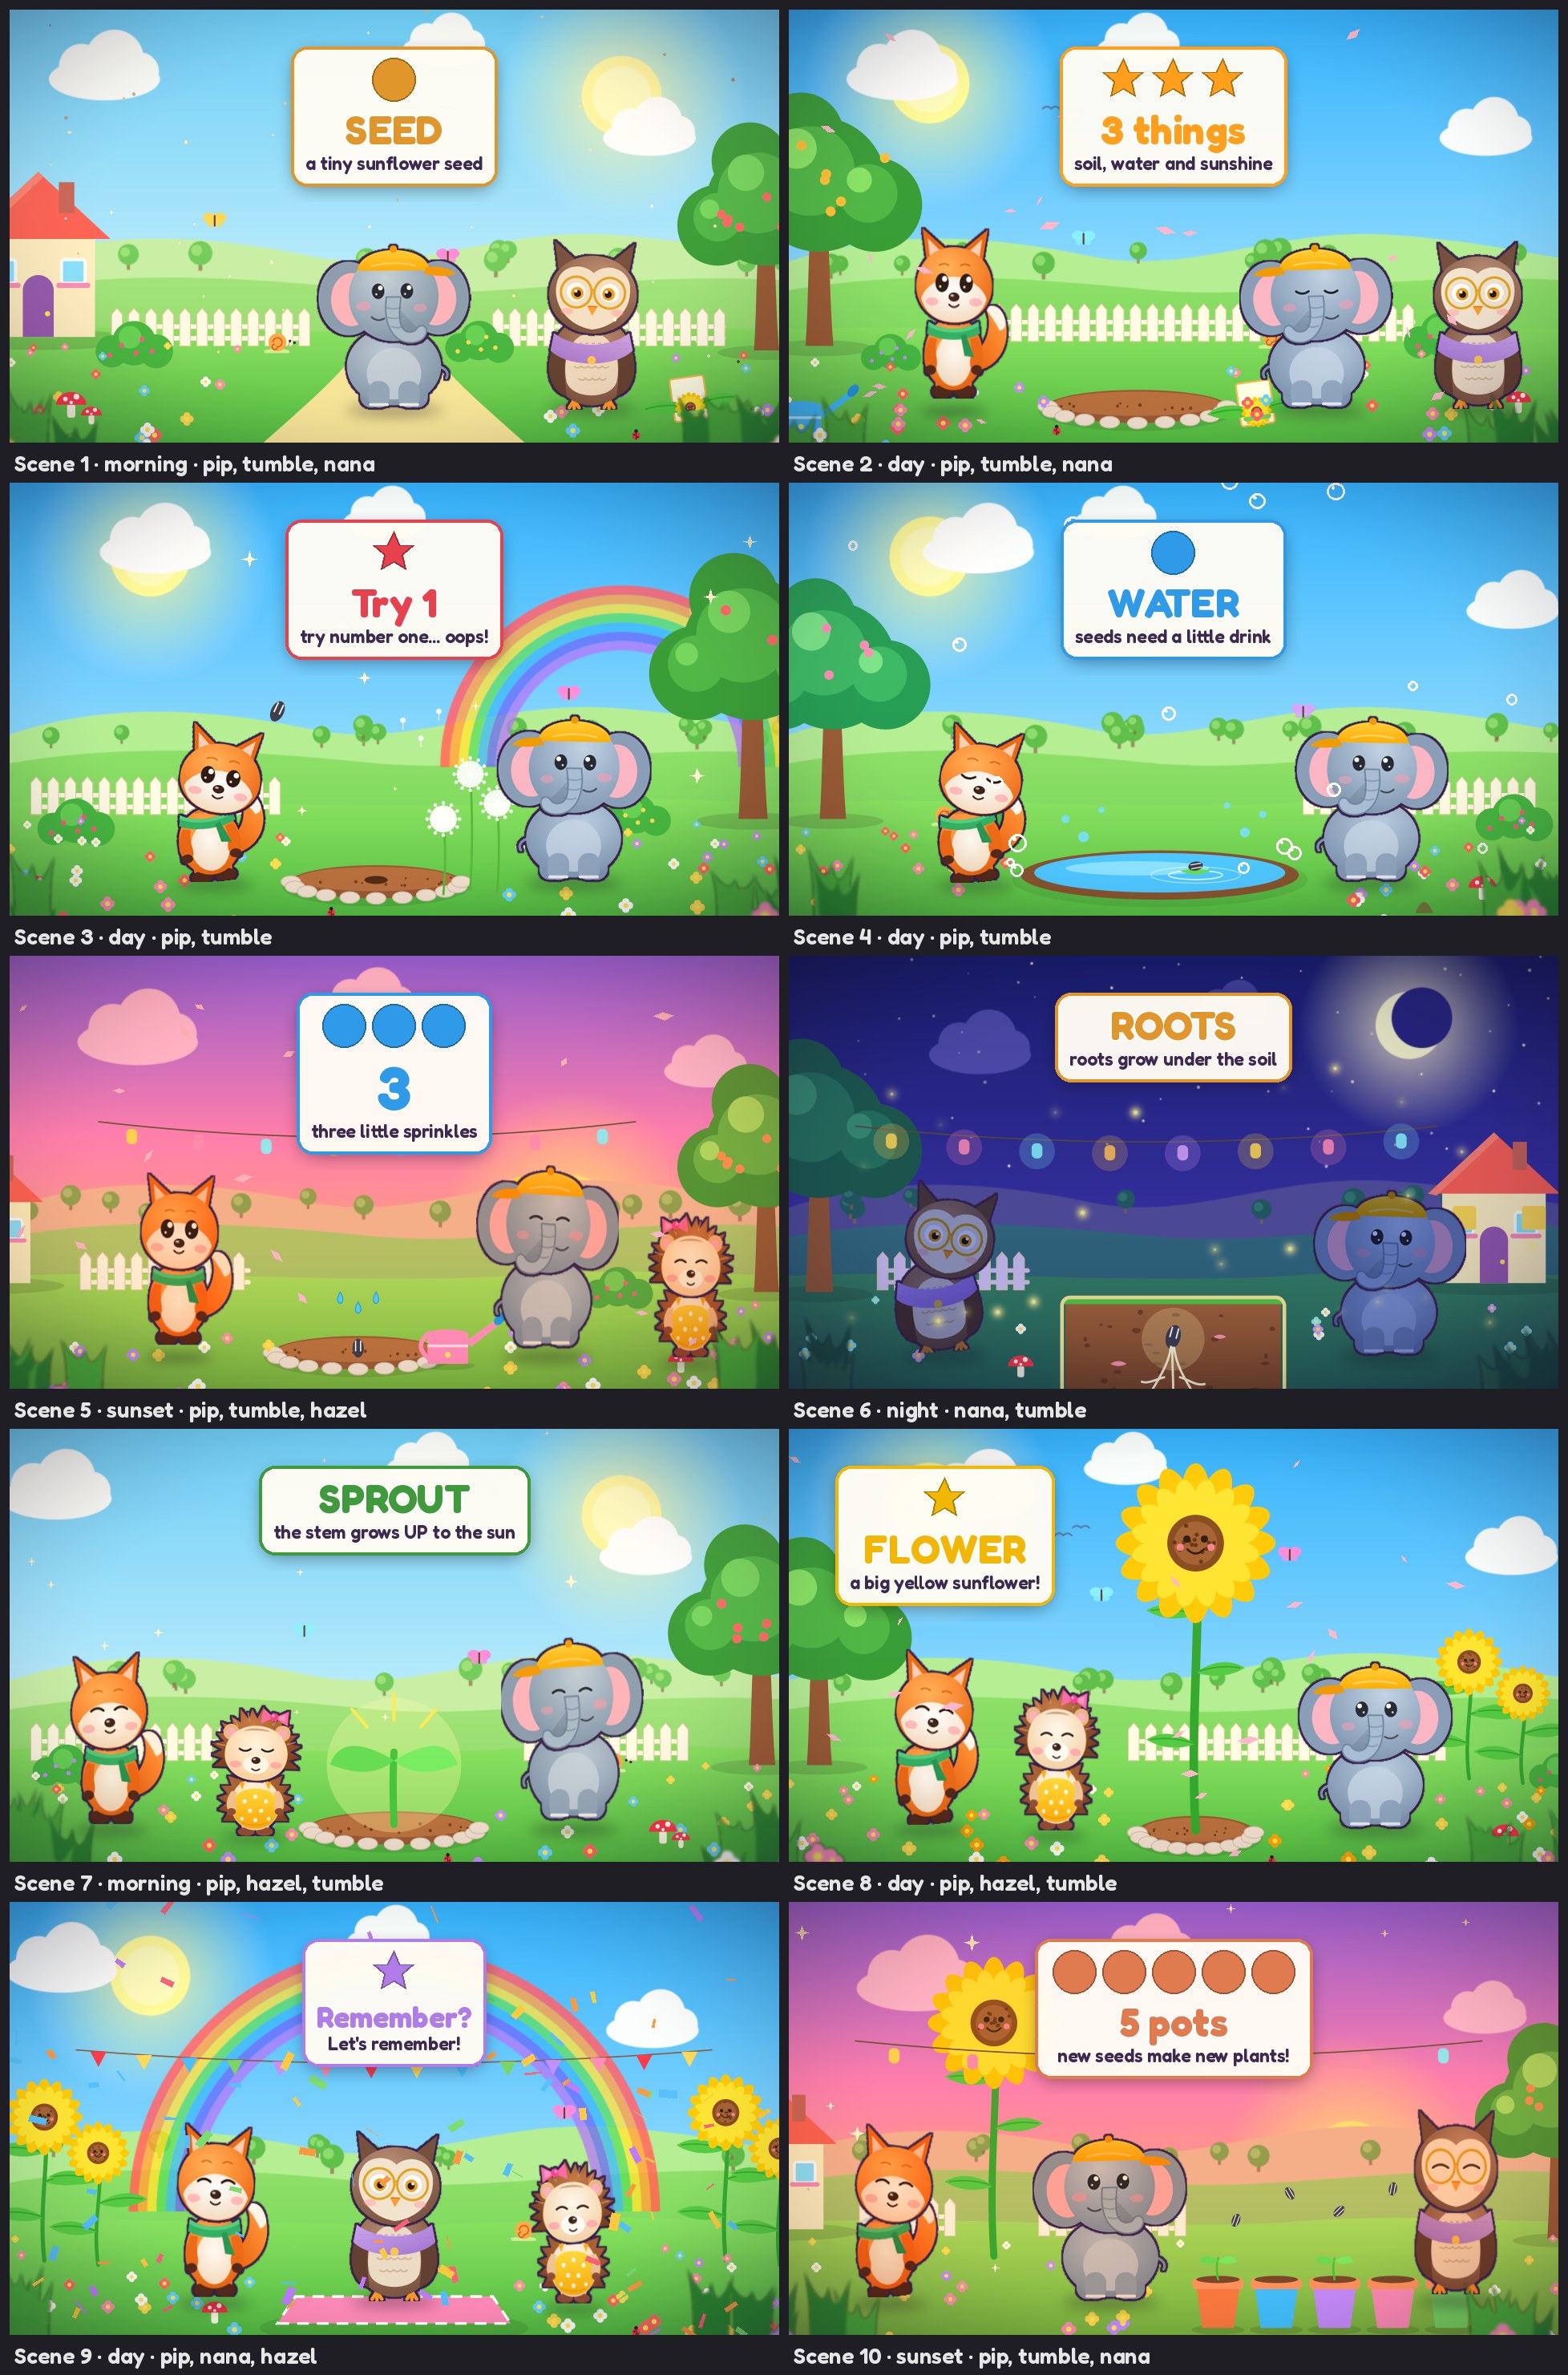 SEED
a tiny sunflower seed
Scene 1 · morning · pip, tumble, nana
3 things
soil, water and sunshine
Scene 2 · day · pip, tumble, nana
Try 1
try number one... oops!
Scene 3 · day · pip, tumble
WATER
seeds need a little drink
Scene 4 · day · pip, tumble
3
three little sprinkles
Scene 5 · sunset · pip, tumble, hazel
ROOTS
roots grow under the soil
Scene 6 · night · nana, tumble
SPROUT
the stem grows UP to the sun
Scene 7 · morning · pip, hazel, tumble
FLOWER
a big yellow sunflower!
Scene 8 · day · pip, hazel, tumble
Remember?
Let's remember!
Scene 9 · day · pip, nana, hazel
5 pots
new seeds make new plants!
Scene 10 · sunset · pip, tumble, nana